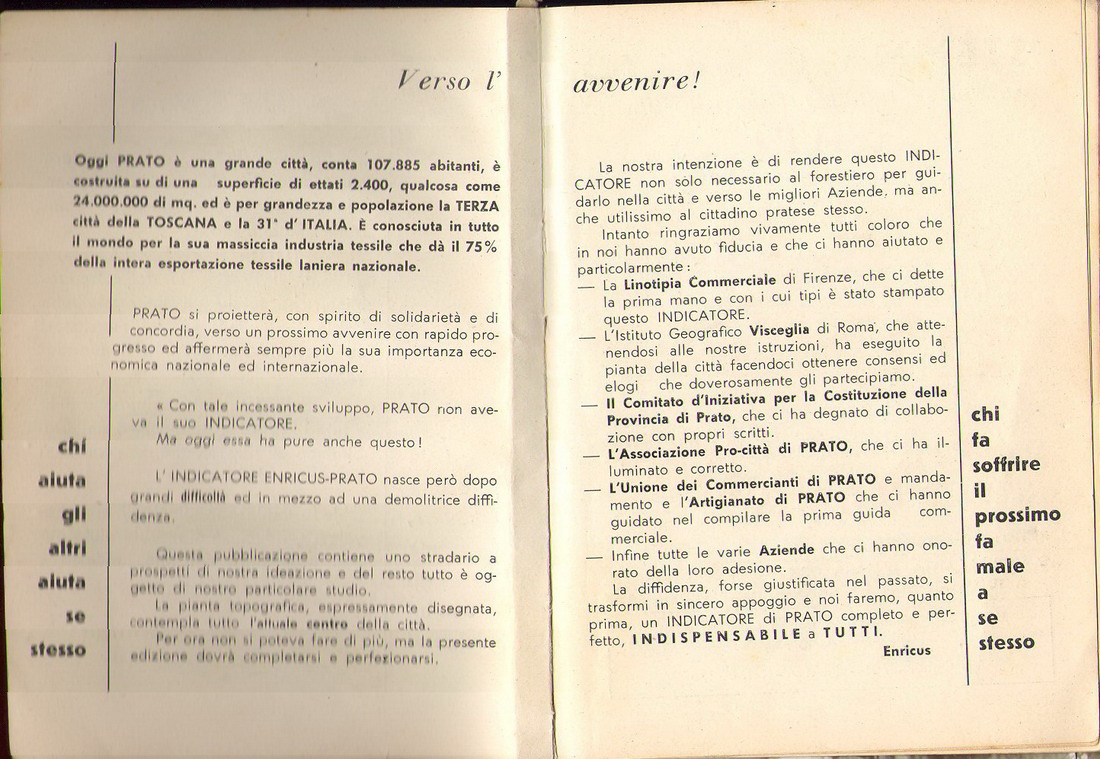 Verso l'
Oggi PRATO è una grande città, conta 107.885 abitanti, è
costruita su di una superficie di ettati 2.400, qualcosa come
24.000.000 di mq. ed è per grandezza e popolazione la TERZA
città della TOSCANA e la 31ª d' ITALIA. È conosciuta in tutto
il mondo per la sua massiccia industria tessile che dà il 75%
della intera esportazione tessile laniera nazionale.
PRATO si proietterà, con spirito di solidarietà e di
concordia, verso un prossimo avvenire con rapido pro-
gresso ed affermerà sempre più la sua importanza eco-
nomica nazionale ed internazionale.
« Con tale incessante sviluppo, PRATO non ave-
va il suo INDICATORE.
Ma oggi essa ha pure anche questo !
L' INDICATORE ENRICUS-PRATO nasce però dopo
grandi difficoltà ed in mezzo ad una demolitrice diffi-
denza.
Questa pubblicazione contiene uno stradario a
prospetti di nostra ideazione e del resto tutto è og-
getto di nostro particolare studio.
La pianta topografica, espressamente disegnata,
contempla tutto l'attuale centro della città.
Per ora non si poteva fare di più, ma la presente
edizione dovrà completarsi e perfezionarsi.
chi
aiuta
gli
altri
aiuta
se
stesso
avvenire!
La nostra intenzione è di rendere questo INDI-
CATORE non solo necessario al forestiero per gui-
darlo nella città e verso le migliori Aziende, ma an-
che utilissimo al cittadino pratese stesso.
Intanto ringraziamo vivamente tutti coloro che
in noi hanno avuto fiducia e che ci hanno aiutato e
particolarmente :
— La Linotipia Commerciale di Firenze, che ci dette
la prima mano e con i cui tipi è stato stampato
questo INDICATORE.
— L'Istituto Geografico Visceglia di Roma, che atte-
nendosi alle nostre istruzioni, ha eseguito la
pianta della città facendoci ottenere consensi ed
elogi che doverosamente gli partecipiamo.
— Il Comitato d'Iniziativa per la Costituzione della
Provincia di Prato, che ci ha degnato di collabo-
zione con propri scritti.
— L'Associazione Pro-città di PRATO, che ci ha il-
luminato e corretto.
— L'Unione dei Commercianti di PRATO e manda-
mento e l'Artigianato di PRATO che ci hanno
guidato nel compilare la prima guida com-
merciale.
— Infine tutte le varie Aziende che ci hanno ono-
rato della loro adesione.
La diffidenza, forse giustificata nel passato, si
trasformi in sincero appoggio e noi faremo, quanto
prima, un INDICATORE di PRATO completo e per-
fetto, INDISPENSABILE a TUTTI.
Enricus
chi
fa
soffrire
il
prossimo
fa
male
a
se
stesso